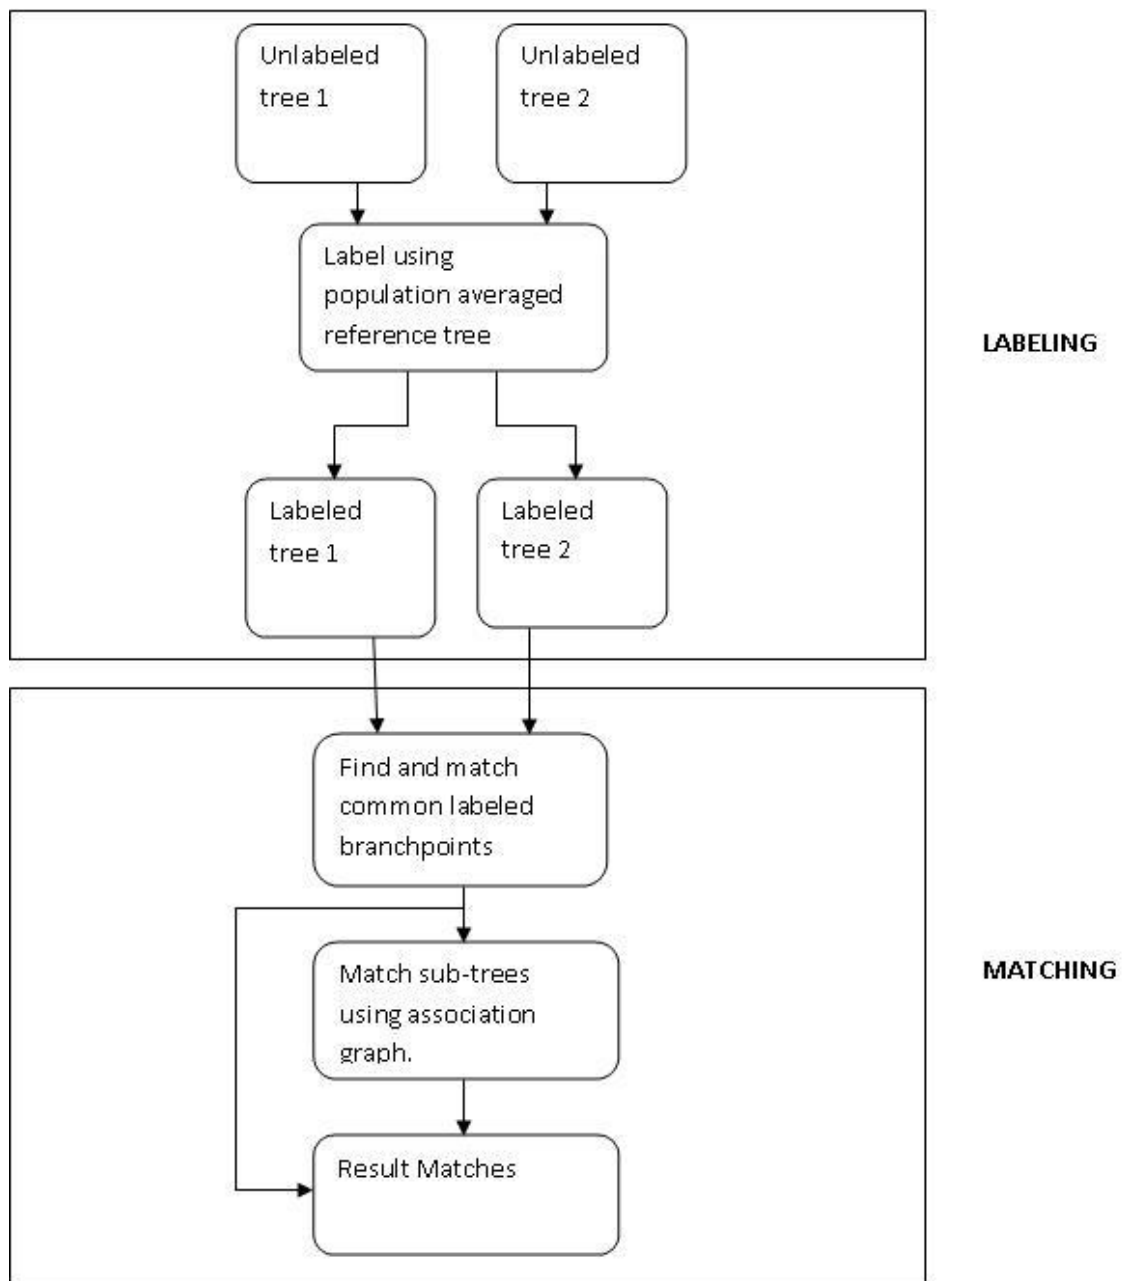 Unlabeled
tree 1
Unlabeled
tree 2
Label using
population averaged
reference tree
LABELING
Labeled
tree 1
Labeled
tree 2
Find and match
common labeled
branchpoints
Match sub-trees
using association
graph.
MATCHING
Result Matches